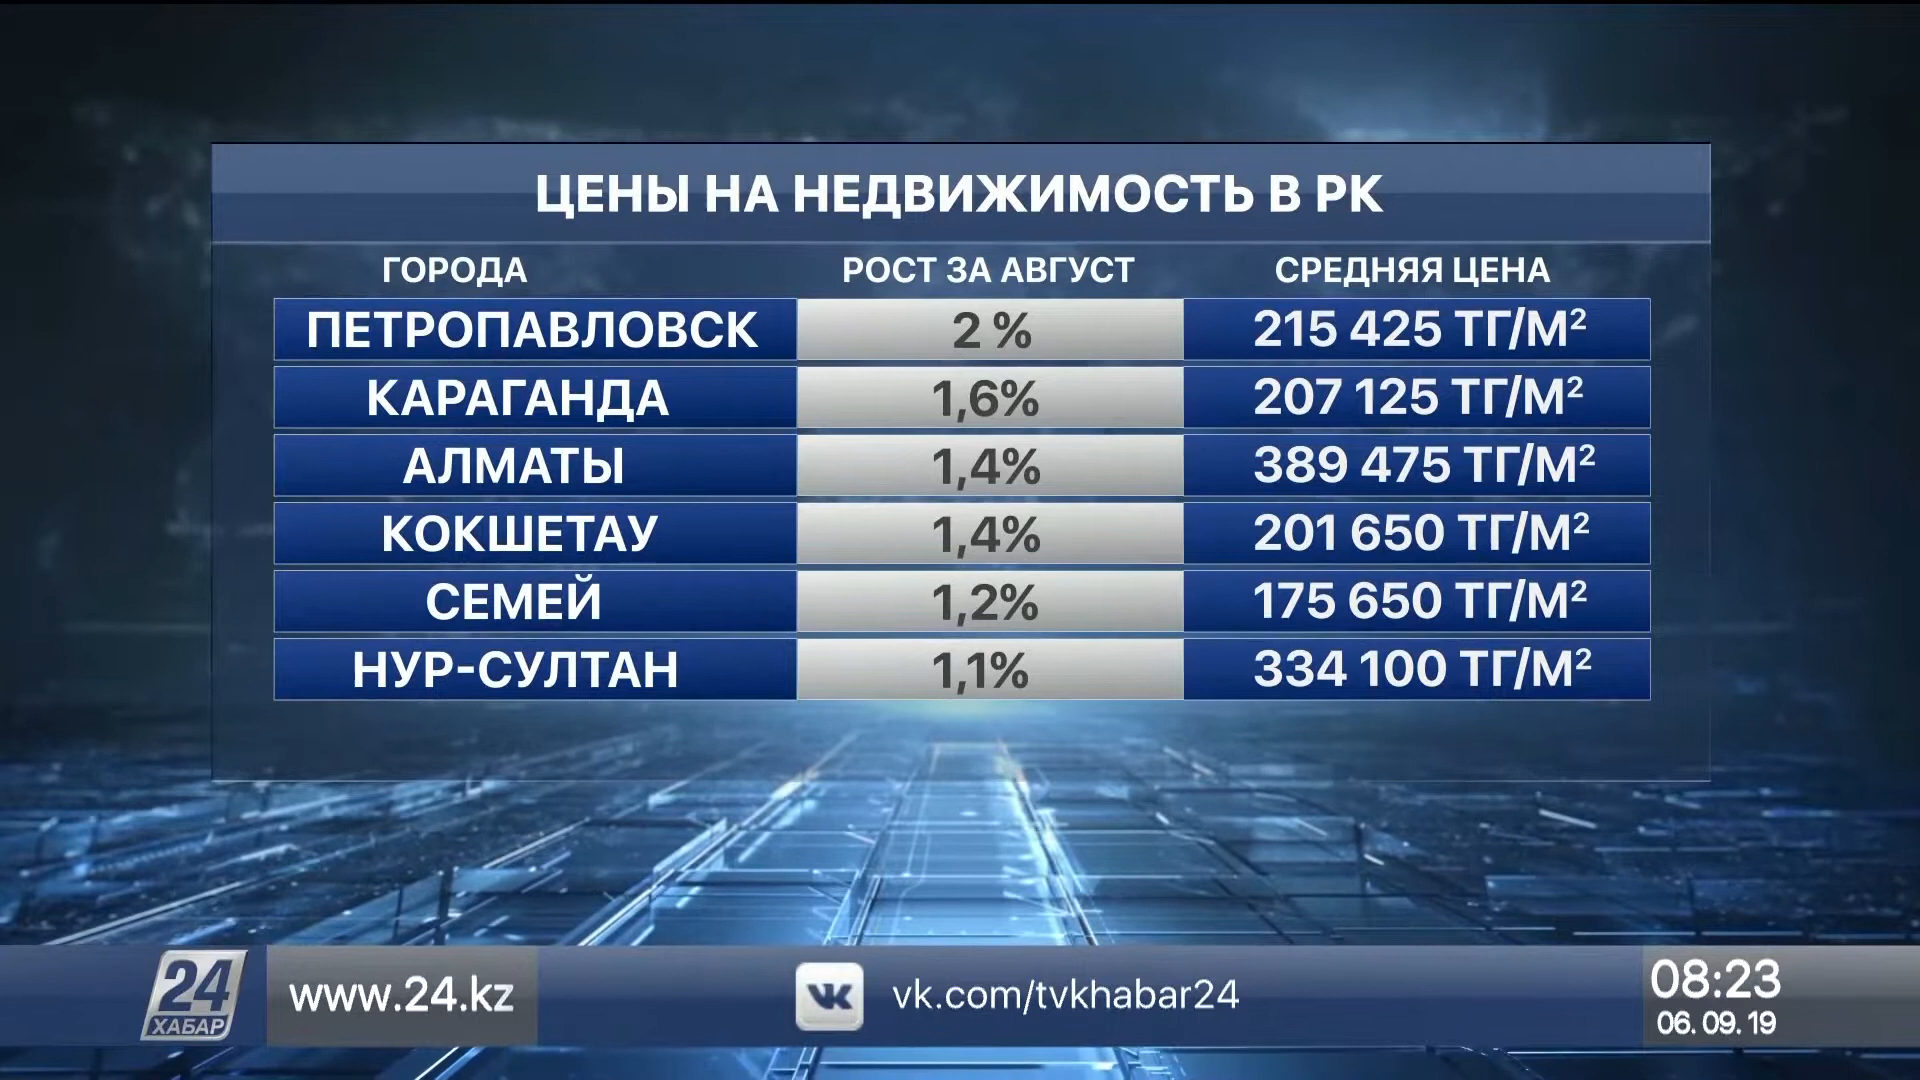 ЦЕНЫ НА НЕДВИЖИМОСТЬ В РК
ГОРОДА РОСТ ЗА АВГУСТ СРЕДНЯЯ ЦЕНА
ПЕТРОПАВЛОВСК 2 % 215 425 ТГ/М²
КАРАГАНДА 1,6% 207 125 ТГ/М²
АЛМАТЫ 1,4% 389 475 ТГ/М²
КОКШЕТАУ 1,4% 201 650 ТГ/М²
СЕМЕЙ 1,2% 175 650 ТГ/М²
НУР-СУЛТАН 1,1% 334 100 ТГ/М²
24 ХАБАР www.24.kz vk.com/tvkhabar24 08:23
06. 09. 19